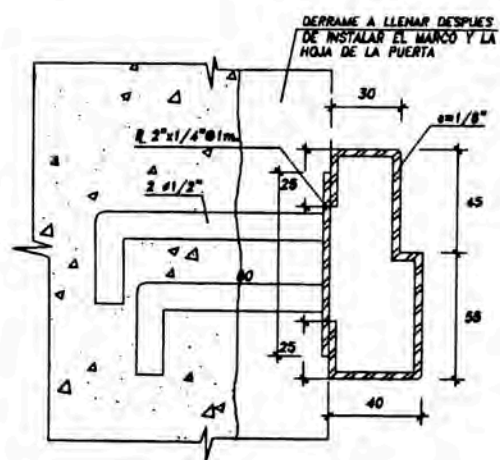 DERRAME A LLENAR DESPUES
DE INSTALAR EL MARCO Y LA
HOJA DE LA PUERTA
30
e=1/8"
2"x1/4"@1m.
25
2 ø1/2"
45
60
55
25
40